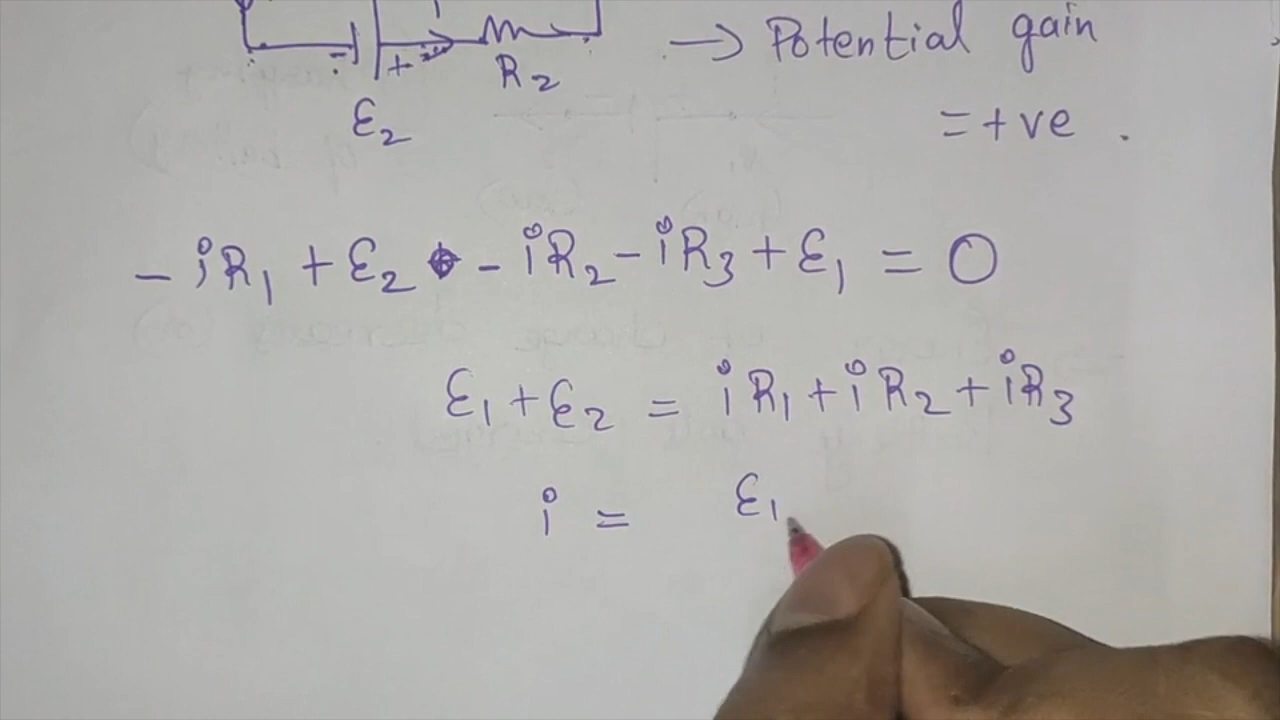 - + R₂ → Potential gain
ε₂ = +ve .
- iR₁ + ε₂ - iR₂ - iR₃ + ε₁ = 0
ε₁ + ε₂ = iR₁ + iR₂ + iR₃
i = ε₁